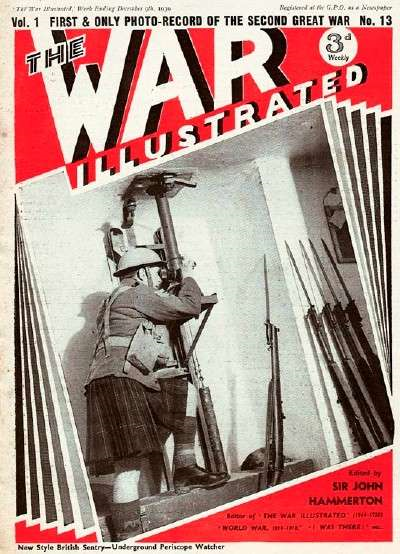 'The War Illustrated,' Week Ending December 9th, 1939
Registered at the G.P.O. as a Newspaper
Vol. 1 FIRST & ONLY PHOTO-RECORD OF THE SECOND GREAT WAR No. 13
THE
WAR
3d
Weekly
ILLUSTRATED
Edited by
SIR JOHN
HAMMERTON
Editor of "THE WAR ILLUSTRATED" (1914-1920)
"WORLD WAR, 1914-1918," "I WAS THERE!" etc.
New Style British Sentry—Underground Periscope Watcher